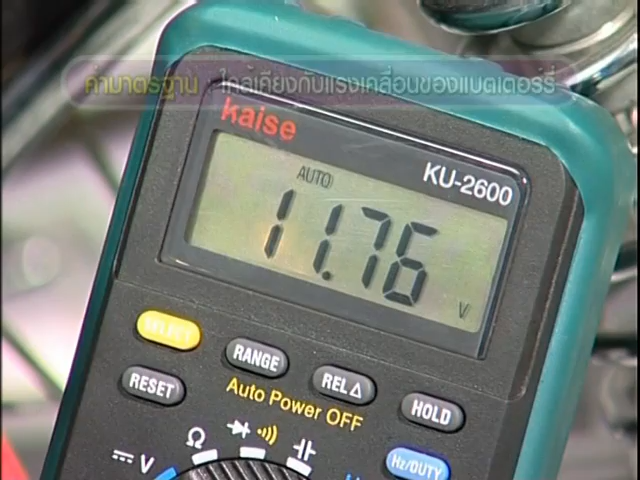 ค่ามาตรฐาน ใกล้เคียงกับแรงเคลื่อนของแบตเตอร์รี่
kaise
KU-2600
AUTO
11.76
V
SELECT
RANGE
REL△
HOLD
RESET
Auto Power OFF
Hz/DUTY
V
Ω